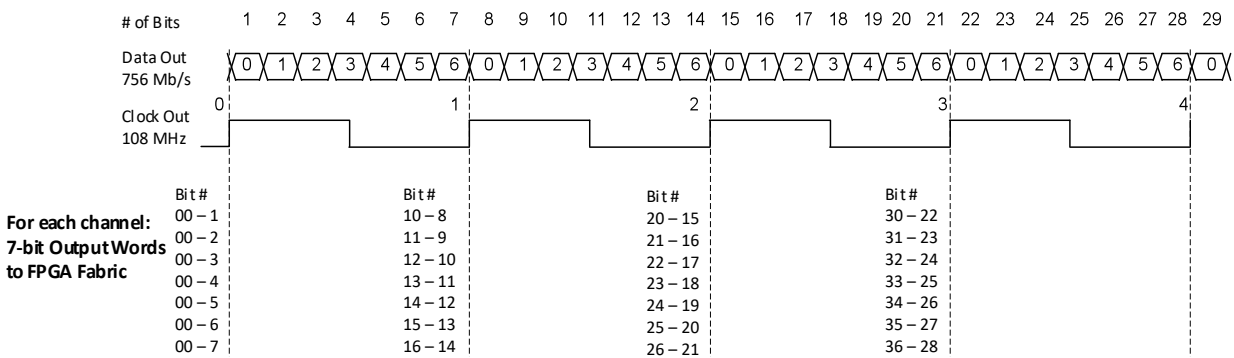 # of Bits 1 2 3 4 5 6 7 8 9 10 11 12 13 14 15 16 17 18 19 20 21 22 23 24 25 26 27 28 29
Data Out 0 1 2 3 4 5 6 0 1 2 3 4 5 6 0 1 2 3 4 5 6 0 1 2 3 4 5 6 0
756 Mb/s
0 1 2 3 4
Clock Out
108 MHz
For each channel:
7-bit Output Words
to FPGA Fabric
Bit #
00 – 1
00 – 2
00 – 3
00 – 4
00 – 5
00 – 6
00 – 7
Bit #
10 – 8
11 – 9
12 – 10
13 – 11
14 – 12
15 – 13
16 – 14
Bit #
20 – 15
21 – 16
22 – 17
23 – 18
24 – 19
25 – 20
26 – 21
Bit #
30 – 22
31 – 23
32 – 24
33 – 25
34 – 26
35 – 27
36 – 28